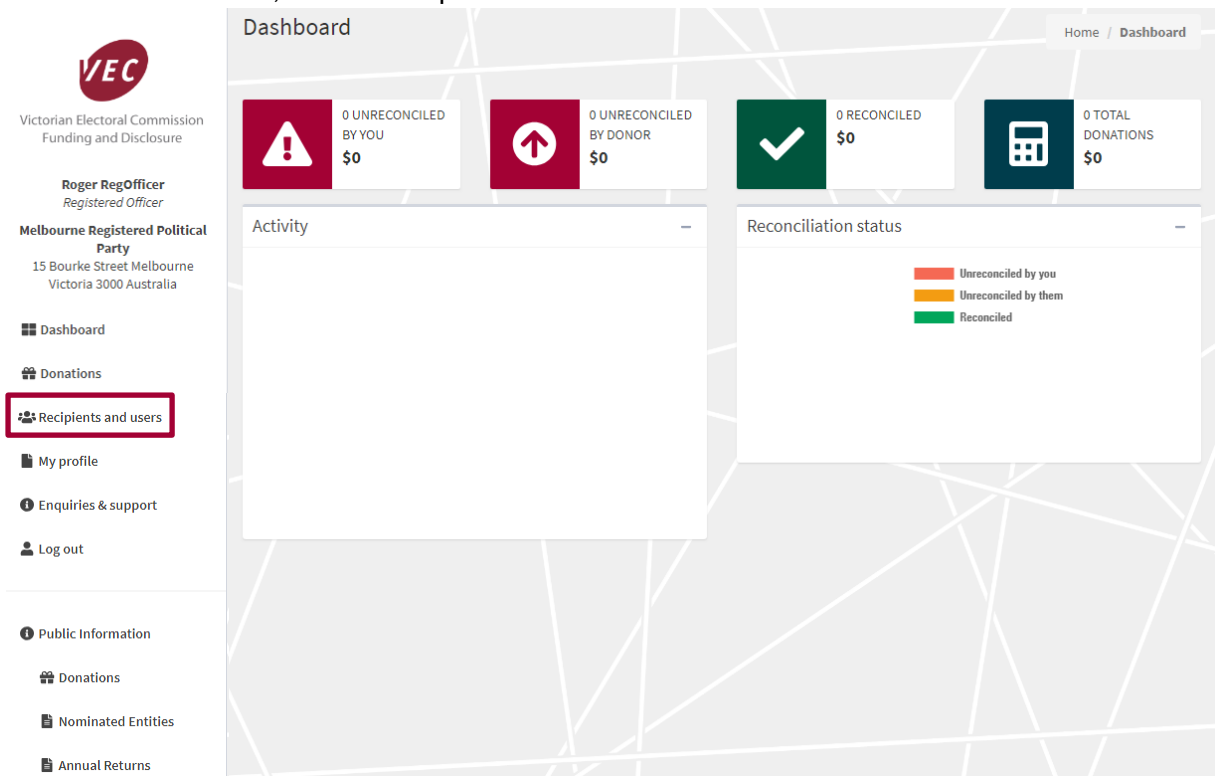 Dashboard
Home / Dashboard
VEC
Victorian Electoral Commission
Funding and Disclosure
Roger RegOfficer
Registered Officer
Melbourne Registered Political
Party
15 Bourke Street Melbourne
Victoria 3000 Australia
Dashboard
Donations
Recipients and users
My profile
Enquiries & support
Log out
Public Information
Donations
Nominated Entities
Annual Returns
0 UNRECONCILED
BY YOU
$0
0 UNRECONCILED
BY DONOR
$0
0 RECONCILED
$0
0 TOTAL
DONATIONS
$0
Activity
Reconciliation status
Unreconciled by you
Unreconciled by them
Reconciled